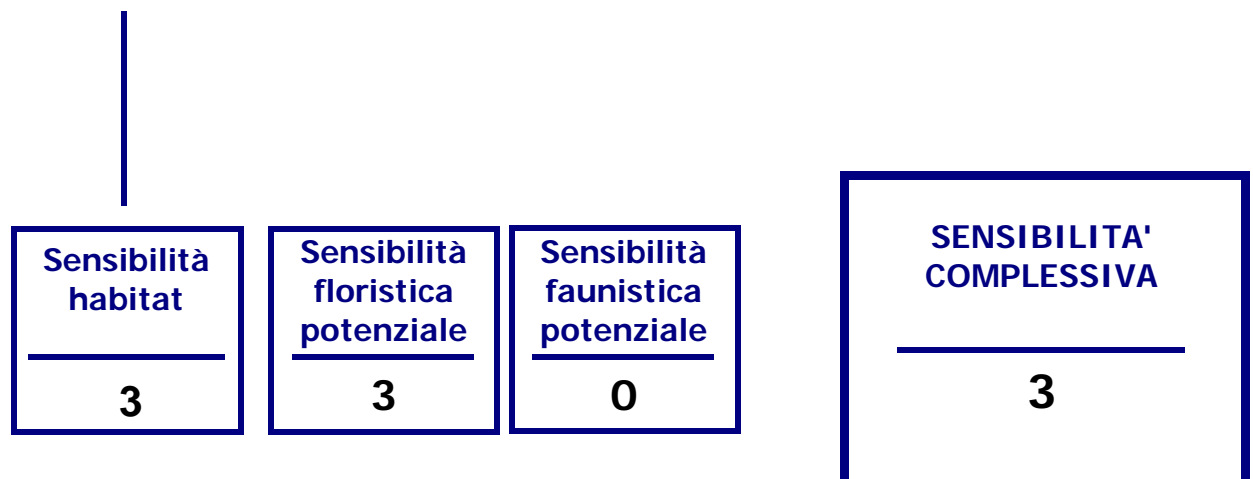 Sensibilità
habitat
3
Sensibilità
floristica
potenziale
3
Sensibilità
faunistica
potenziale
0
SENSIBILITA'
COMPLESSIVA
3